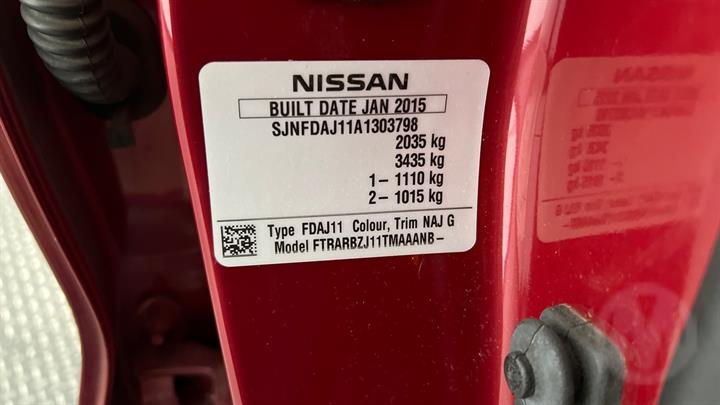 NISSAN
BUILT DATE JAN 2015
SJNFDAJ11A1303798
2035 kg
3435 kg
1- 1110 kg
2- 1015 kg
Type FDAJ11 Colour, Trim NAJ G
Model FTRARBZJ11TMAAANB-